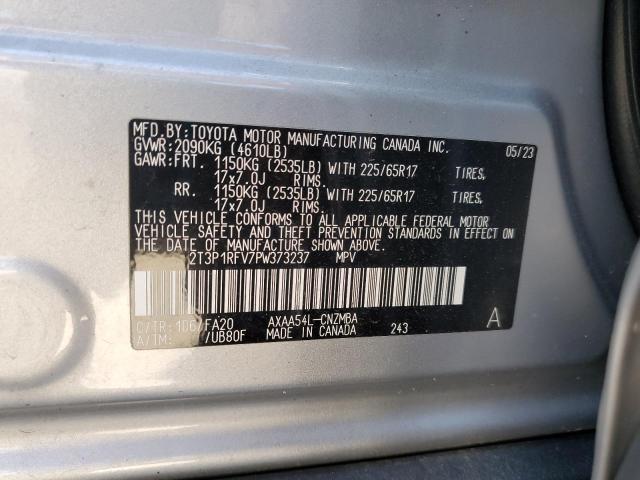 MFD. BY: TOYOTA MOTOR MANUFACTURING CANADA INC. 05/23
GVWR: 2090KG (4610LB)
GAWR: FRT. 1150KG (2535LB) WITH 225/65R17 TIRES,
17x7.0J RIMS.
RR. 1150KG (2535LB) WITH 225/65R17 TIRES,
17x7.0J RIMS.
THIS VEHICLE CONFORMS TO ALL APPLICABLE FEDERAL MOTOR
VEHICLE SAFETY AND THEFT PREVENTION STANDARDS IN EFFECT ON
THE DATE OF MANUFACTURE SHOWN ABOVE.
2T3P1RFV7PW373237 MPV
C/TR: 1D6/FA20 AXAA54L-CNZMBA A
A/TM: /UB80F MADE IN CANADA 243